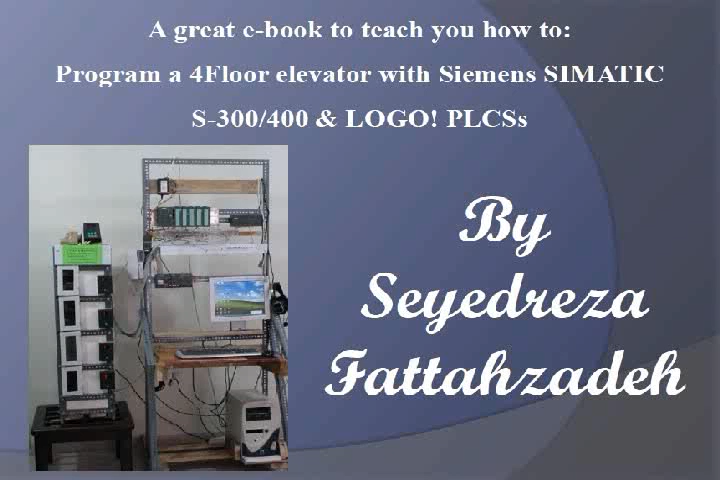 A great e-book to teach you how to:
Program a 4Floor elevator with Siemens SIMATIC
S-300/400 & LOGO! PLCSs
By
Seyedreza
Fattahzadeh